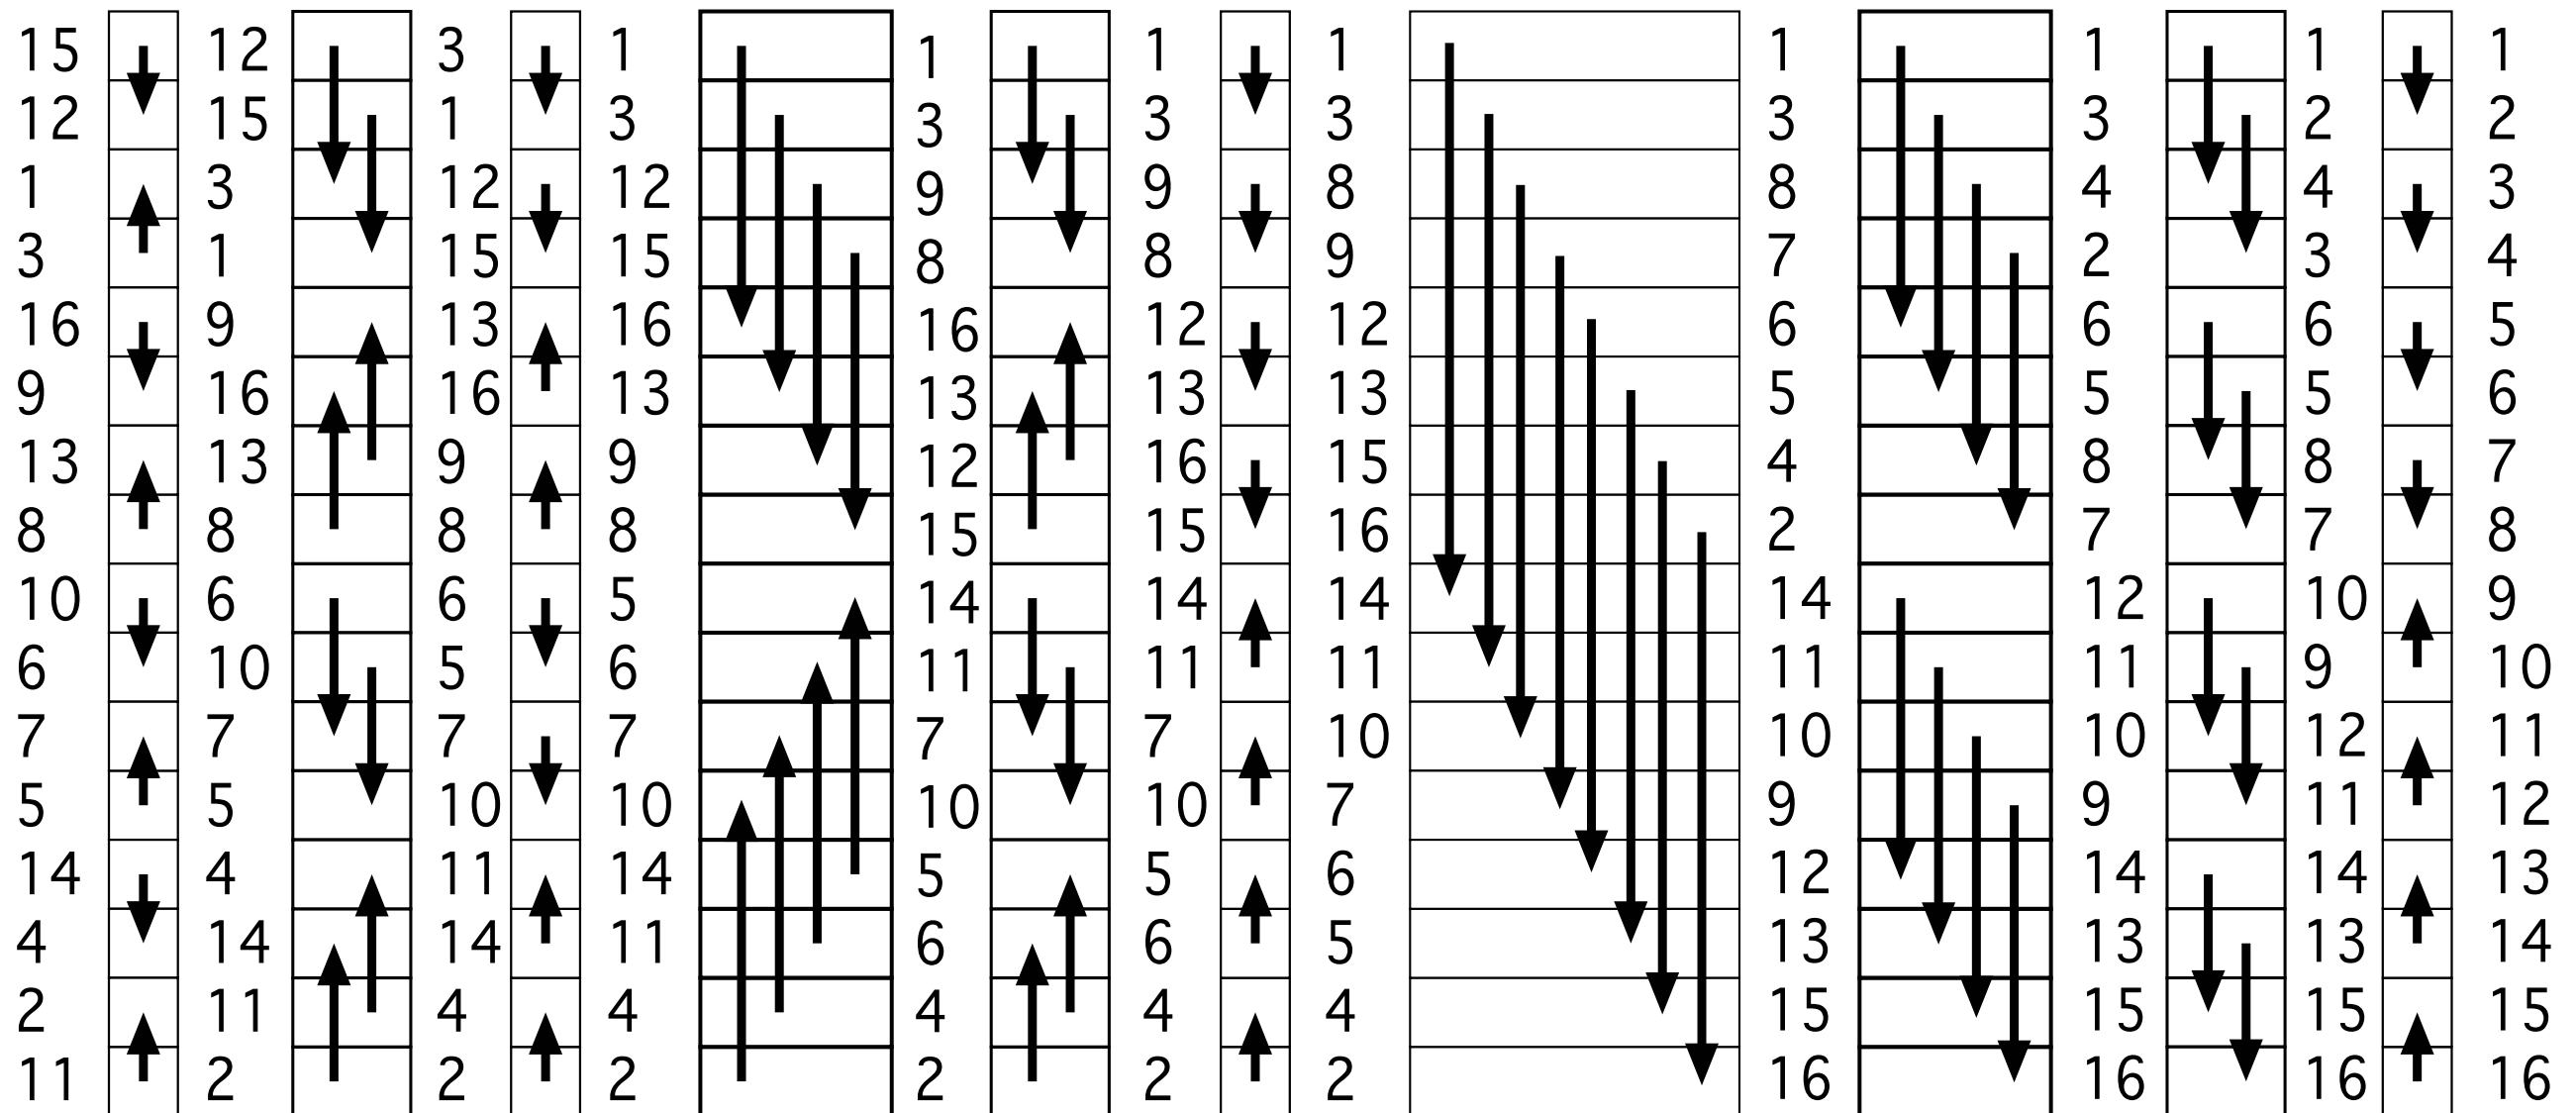 15 12 3 1 1 1 1 1 1 1 1
12 15 1 3 3 3 3 3 3 2 2
1 3 12 12 9 9 8 8 4 4 3
3 1 15 15 8 8 9 7 2 3 4
16 9 13 16 16 12 12 6 6 6 5
9 16 16 13 13 13 13 5 5 5 6
13 13 9 9 12 16 15 4 8 8 7
8 8 8 8 15 15 16 2 7 7 8
10 6 6 5 14 14 14 14 12 10 9
6 10 5 6 11 11 11 11 11 9 10
7 7 7 7 7 7 10 10 10 12 11
5 5 10 10 10 10 7 9 9 11 12
14 4 11 14 5 5 6 12 14 14 13
4 14 14 11 6 6 5 13 13 13 14
2 11 4 4 4 4 4 15 15 15 15
11 2 2 2 2 2 2 16 16 16 16